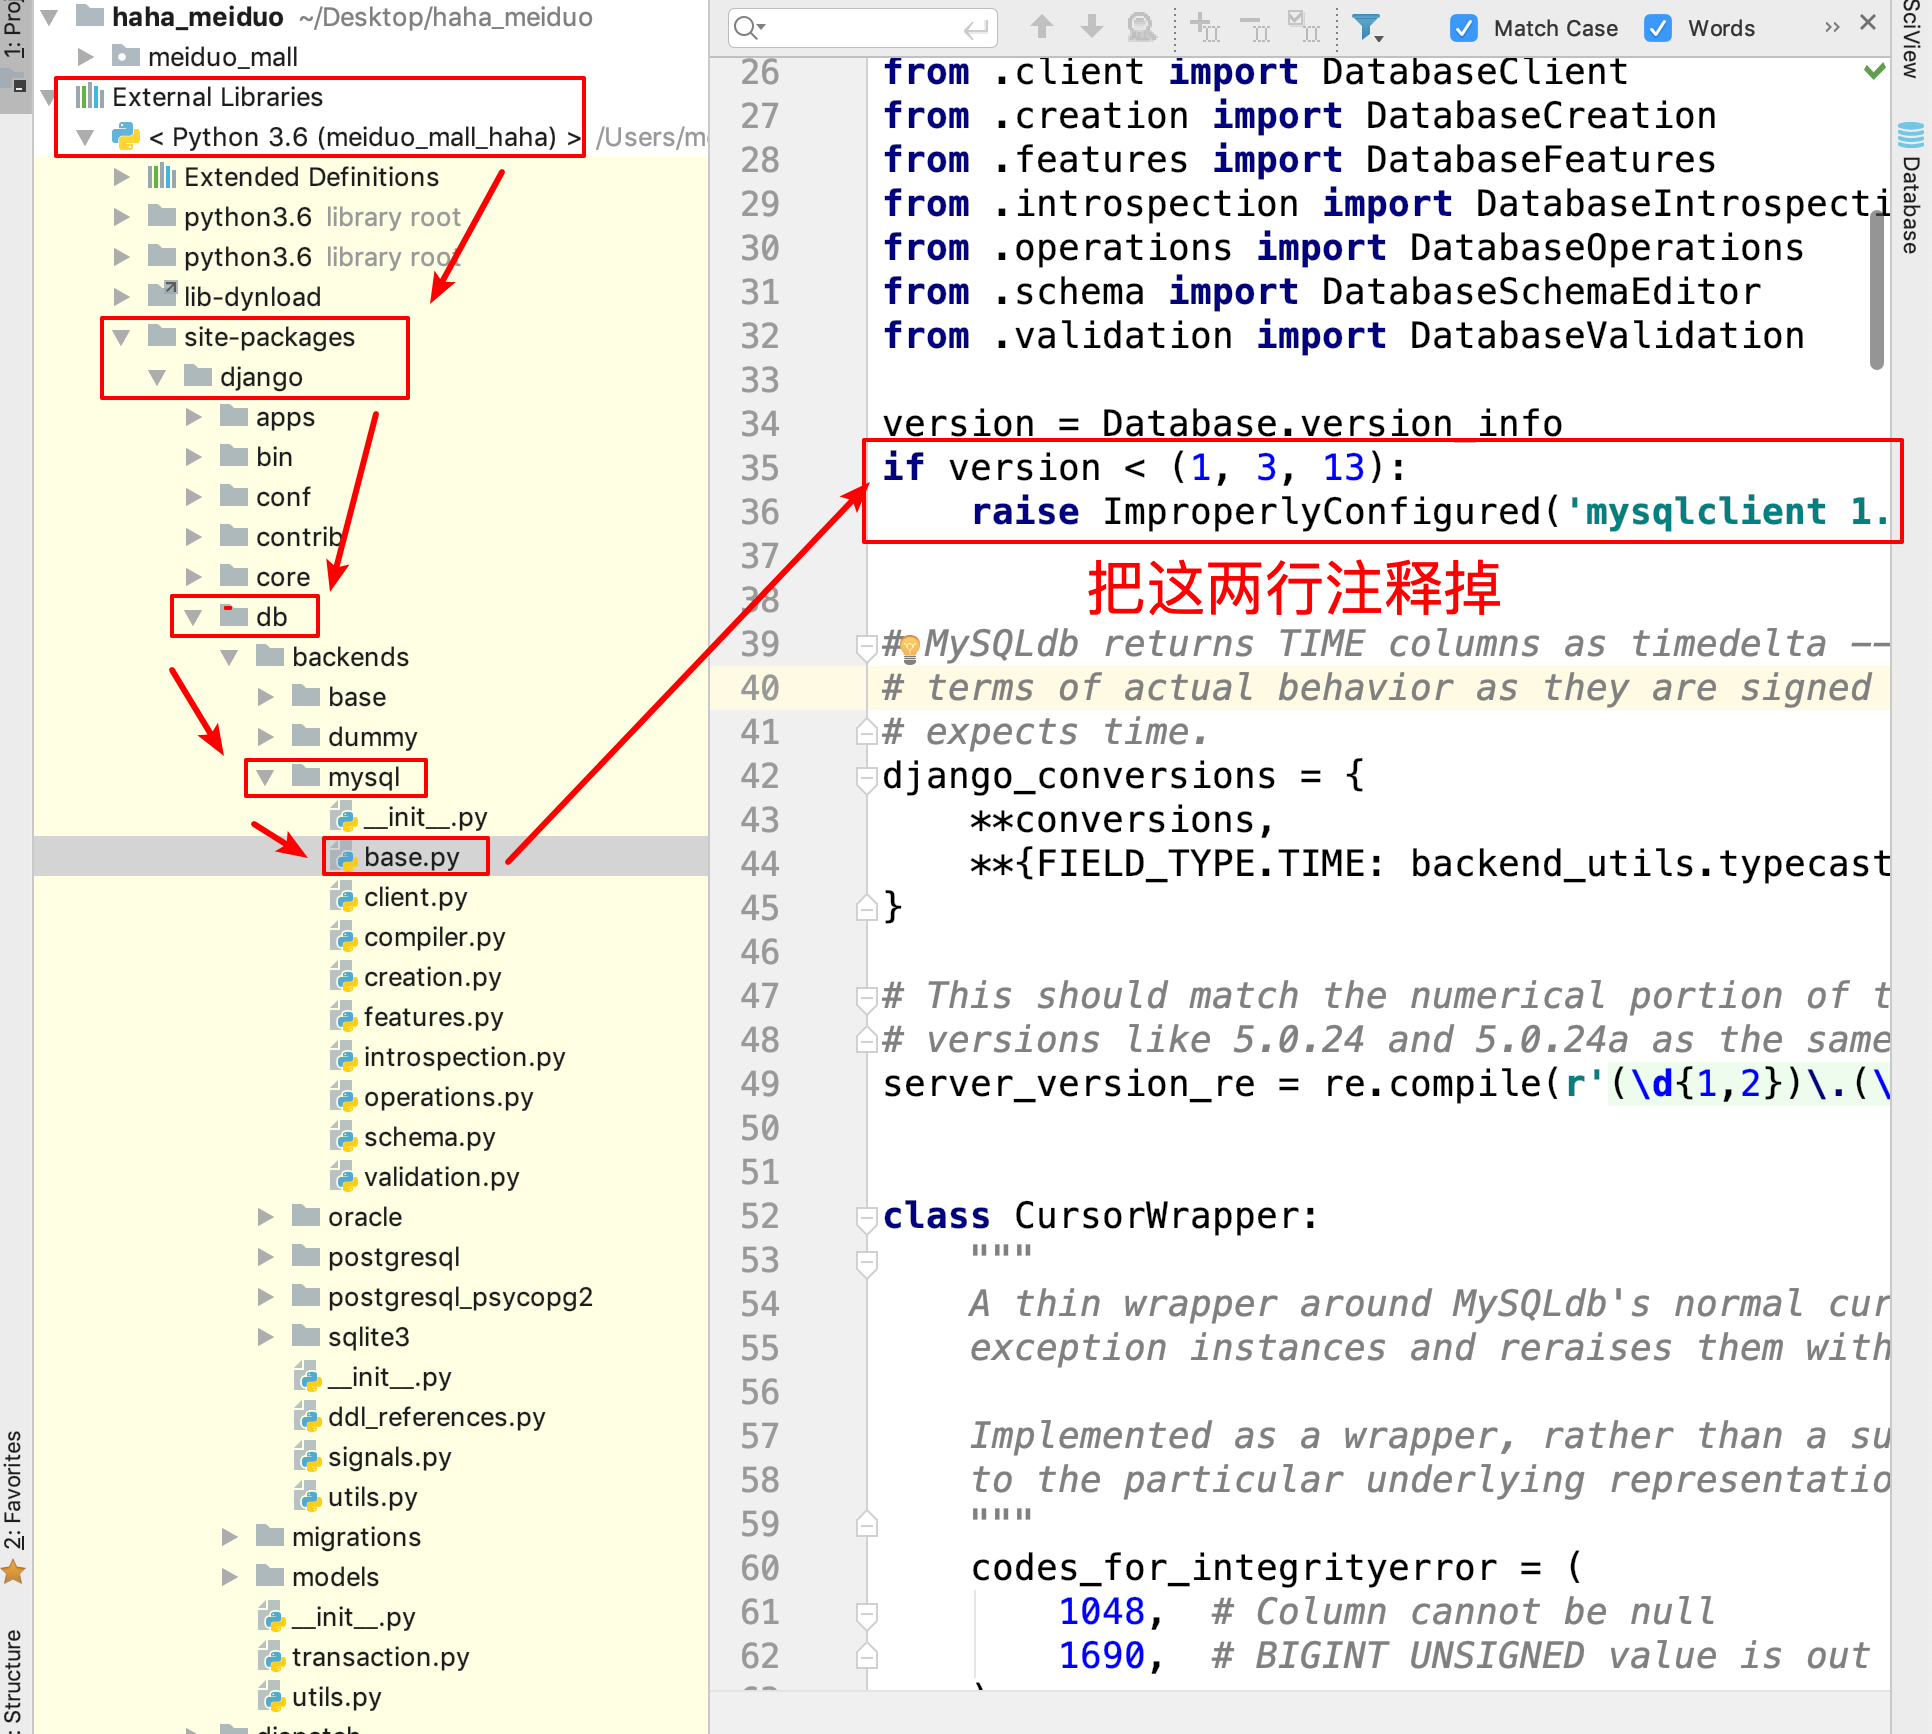 1: Proj
haha_meiduo ~/Desktop/haha_meiduo
meiduo_mall
External Libraries
< Python 3.6 (meiduo_mall_haha) > /Users/m
Extended Definitions
python3.6 library root
python3.6 library root
lib-dynload
site-packages
django
apps
bin
conf
contrib
core
db
backends
base
dummy
mysql
__init__.py
base.py
client.py
compiler.py
creation.py
features.py
introspection.py
operations.py
schema.py
validation.py
oracle
postgresql
postgresql_psycopg2
sqlite3
__init__.py
ddl_references.py
signals.py
utils.py
migrations
models
__init__.py
transaction.py
utils.py
dispatch
2: Favorites
: Structure
Match Case
Words
26 from .client import DatabaseClient
27 from .creation import DatabaseCreation
28 from .features import DatabaseFeatures
29 from .introspection import DatabaseIntrospecti
30 from .operations import DatabaseOperations
31 from .schema import DatabaseSchemaEditor
32 from .validation import DatabaseValidation
33
34 version = Database.version_info
35 if version < (1, 3, 13):
36 raise ImproperlyConfigured('mysqlclient 1.
37
把这两行注释掉
38
39 # MySQLdb returns TIME columns as timedelta --
40 # terms of actual behavior as they are signed
41 # expects time.
42 django_conversions = {
43 **conversions,
44 **{FIELD_TYPE.TIME: backend_utils.typecast
45 }
46
47 # This should match the numerical portion of t
48 # versions like 5.0.24 and 5.0.24a as the same
49 server_version_re = re.compile(r'(\d{1,2})\.(\
50
51
52 class CursorWrapper:
53 """
54 A thin wrapper around MySQLdb's normal cur
55 exception instances and reraises them with
56
57 Implemented as a wrapper, rather than a su
58 to the particular underlying representatio
59 """
60 codes_for_integrityerror = (
61 1048, # Column cannot be null
62 1690, # BIGINT UNSIGNED value is out
SciView
Database